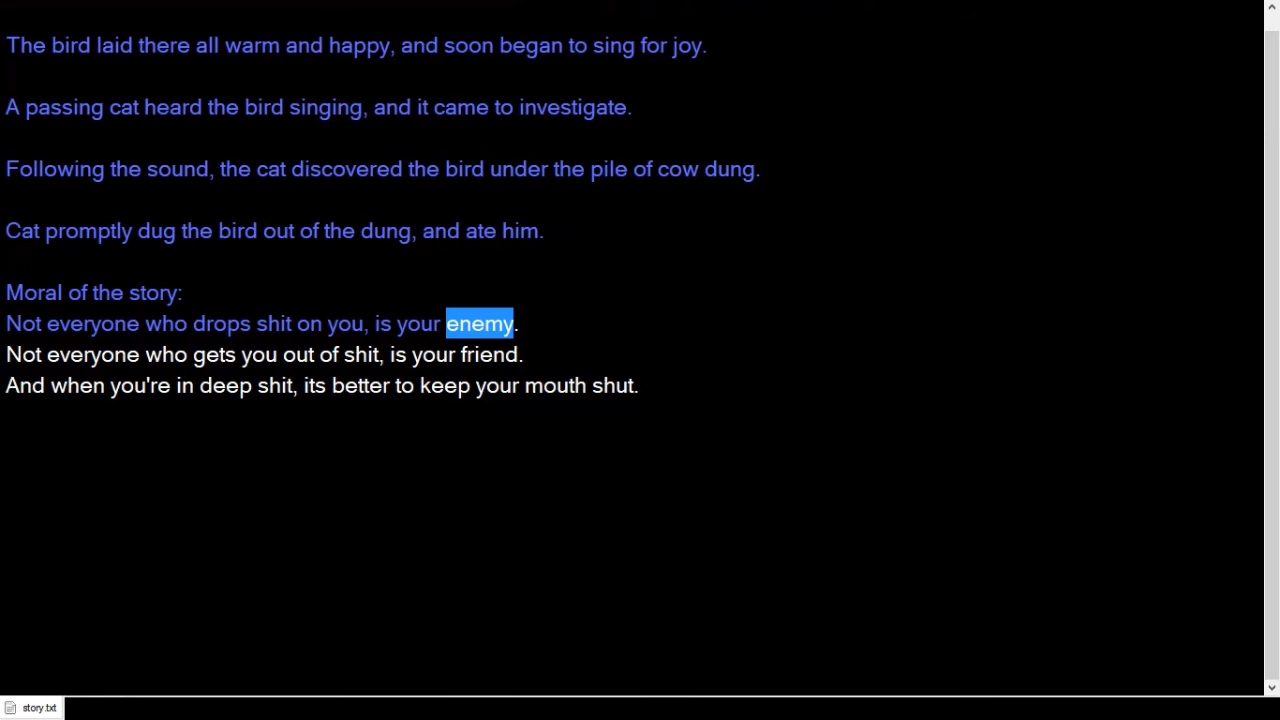 The bird laid there all warm and happy, and soon began to sing for joy.
A passing cat heard the bird singing, and it came to investigate.
Following the sound, the cat discovered the bird under the pile of cow dung.
Cat promptly dug the bird out of the dung, and ate him.
Moral of the story:
Not everyone who drops shit on you, is your enemy.
Not everyone who gets you out of shit, is your friend.
And when you're in deep shit, its better to keep your mouth shut.
story.txt